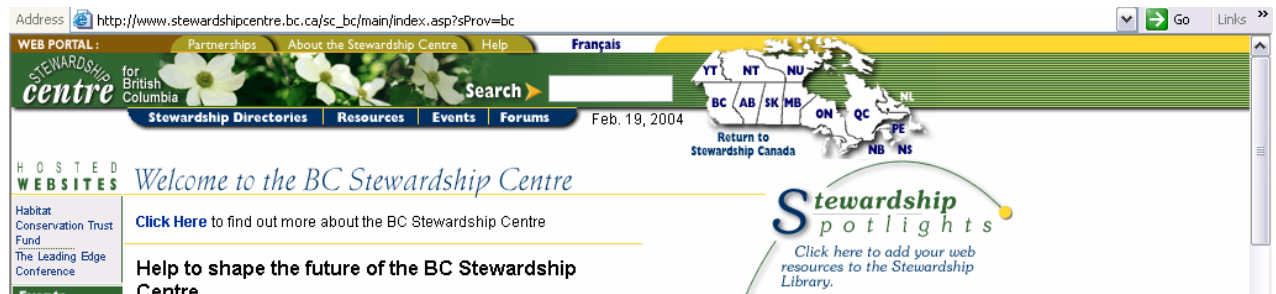 Address http://www.stewardshipcentre.bc.ca/sc_bc/main/index.asp?sProv=bc Go Links »
WEB PORTAL : Partnerships About the Stewardship Centre Help Français
STEWARDSHIP
centre
for
British
Columbia
Search
YT NT NU
BC AB SK MB ON QC NL
PE
NB NS
Return to
Stewardship Canada
Stewardship Directories Resources Events Forums Feb. 19, 2004
HOSTED
WEBSITES
Habitat
Conservation Trust
Fund
The Leading Edge
Conference
Events
Welcome to the BC Stewardship Centre
Click Here to find out more about the BC Stewardship Centre
Help to shape the future of the BC Stewardship
Centre
Stewardship
Spotlights
Click here to add your web
resources to the Stewardship
Library.